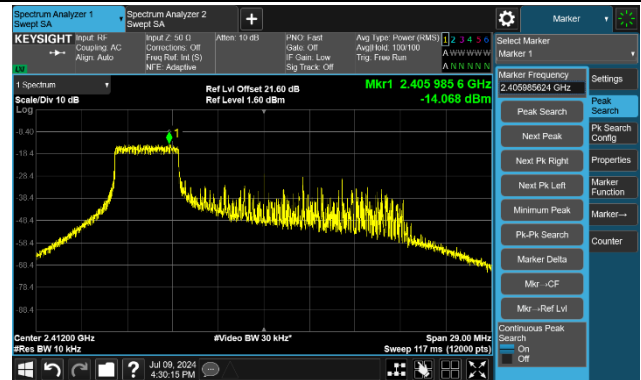 Spectrum Analyzer 1
Swept SA
Spectrum Analyzer 2
Swept SA
+
Marker
KEYSIGHT
Input: RF
Coupling: AC
Align: Auto
Input Z: 50 Ω
Corrections: Off
Freq Ref: Int (S)
NFE: Adaptive
Atten: 10 dB
PNO: Fast
Gate: Off
IF Gain: Low
Sig Track: Off
Avg Type: Power (RMS)
Avg|Hold: 100/100
Trig: Free Run
1 2 3 4 5 6
A W W W W W
A N N N N N
Select Marker
Marker 1
1 Spectrum
Scale/Div 10 dB
Log
Ref Lvl Offset 21.60 dB
Ref Level 1.60 dBm
Mkr1 2.405 985 6 GHz
-14.068 dBm
-8.40
1
-18.4
-28.4
-38.4
-48.4
-58.4
-68.4
-78.4
-88.4
Center 2.41200 GHz
#Res BW 10 kHz
#Video BW 30 kHz*
Span 29.00 MHz
Sweep 117 ms (12000 pts)
Marker Frequency
2.405985624 GHz
Peak Search
Next Peak
Next Pk Right
Next Pk Left
Minimum Peak
Pk-Pk Search
Marker Delta
Mkr→CF
Mkr→Ref Lvl
Continuous Peak
Search
On
Off
Settings
Peak
Search
Pk Search
Config
Properties
Marker
Function
Marker→
Counter
?
Jul 09, 2024
4:30:15 PM